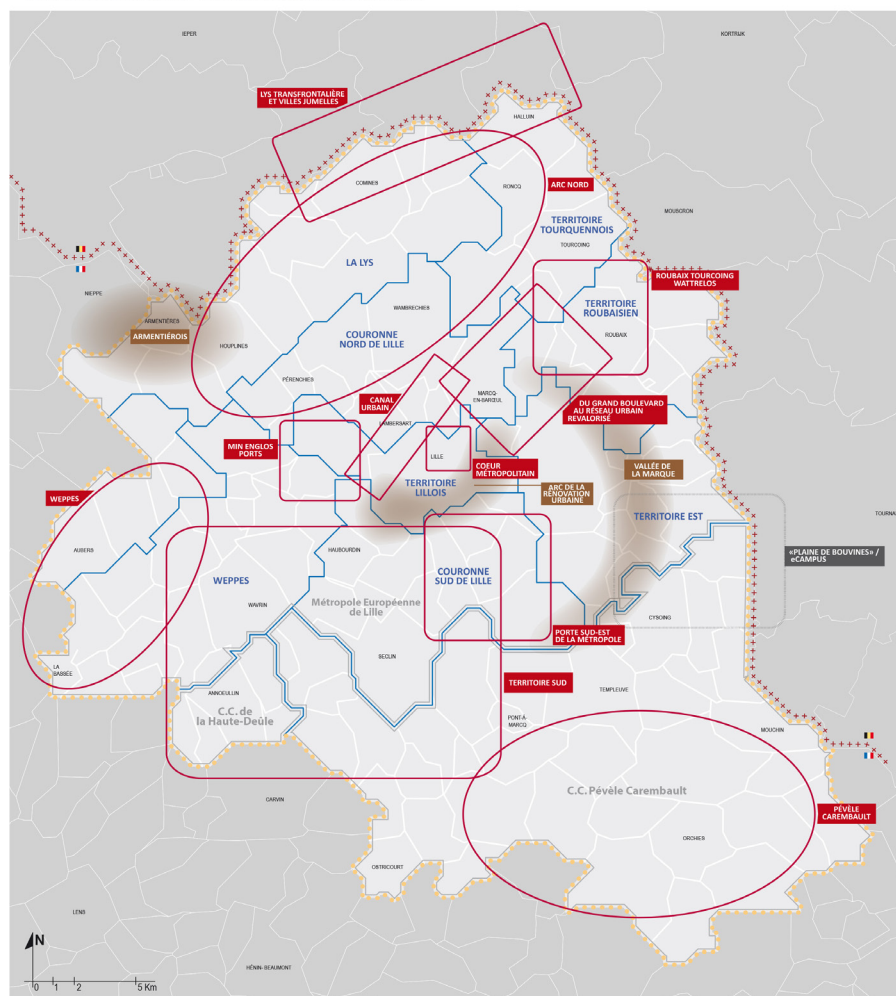 IEPER
KORTRIJK
LYS TRANSFRONTALIÈRE
ET VILLES JUMELLES
HALLUIN
COMINES
RONCQ
ARC NORD
MOUSCRON
TERRITOIRE
TOURQUENNOIS
TOURCOING
LA LYS
ROUBAIX TOURCOING
WATTRELOS
NIEPPE
TERRITOIRE
ROUBAISIEN
WAMBRECHIES
ARMENTIÈRES
ARMENTIÉROIS
HOUPLINES
COURONNE
NORD DE LILLE
ROUBAIX
PÉRENCHIES
MARCQ-
EN-BARŒUL
CANAL
URBAIN
DU GRAND BOULEVARD
AU RÉSEAU URBAIN
REVALORISÉ
LAMBERSART
MIN ENGLOS
PORTS
LILLE
COEUR
MÉTROPOLITAIN
VALLÉE DE
LA MARQUE
TERRITOIRE
LILLOIS
ARC DE LA
RÉNOVATION
URBAINE
WEPPES
TERRITOIRE EST
TOURNAI
AUBERS
HAUBOURDIN
«PLAINE DE BOUVINES» /
eCAMPUS
WEPPES
COURONNE
SUD DE LILLE
Métropole Européenne
de Lille
WAVRIN
CYSOING
PORTE SUD-EST
DE LA MÉTROPOLE
SECLIN
LA
BASSÉE
ANNOEULLIN
TERRITOIRE SUD
TEMPLEUVE
C.C. de
la Haute-Deûle
PONT-À-
MARCQ
MOUCHIN
C.C. Pévèle Carembault
CARVIN
PÉVÈLE
CAREMBAULT
ORCHIES
OSTRICOURT
LENS
N
0 1 2 5 Km
HÉNIN- BEAUMONT